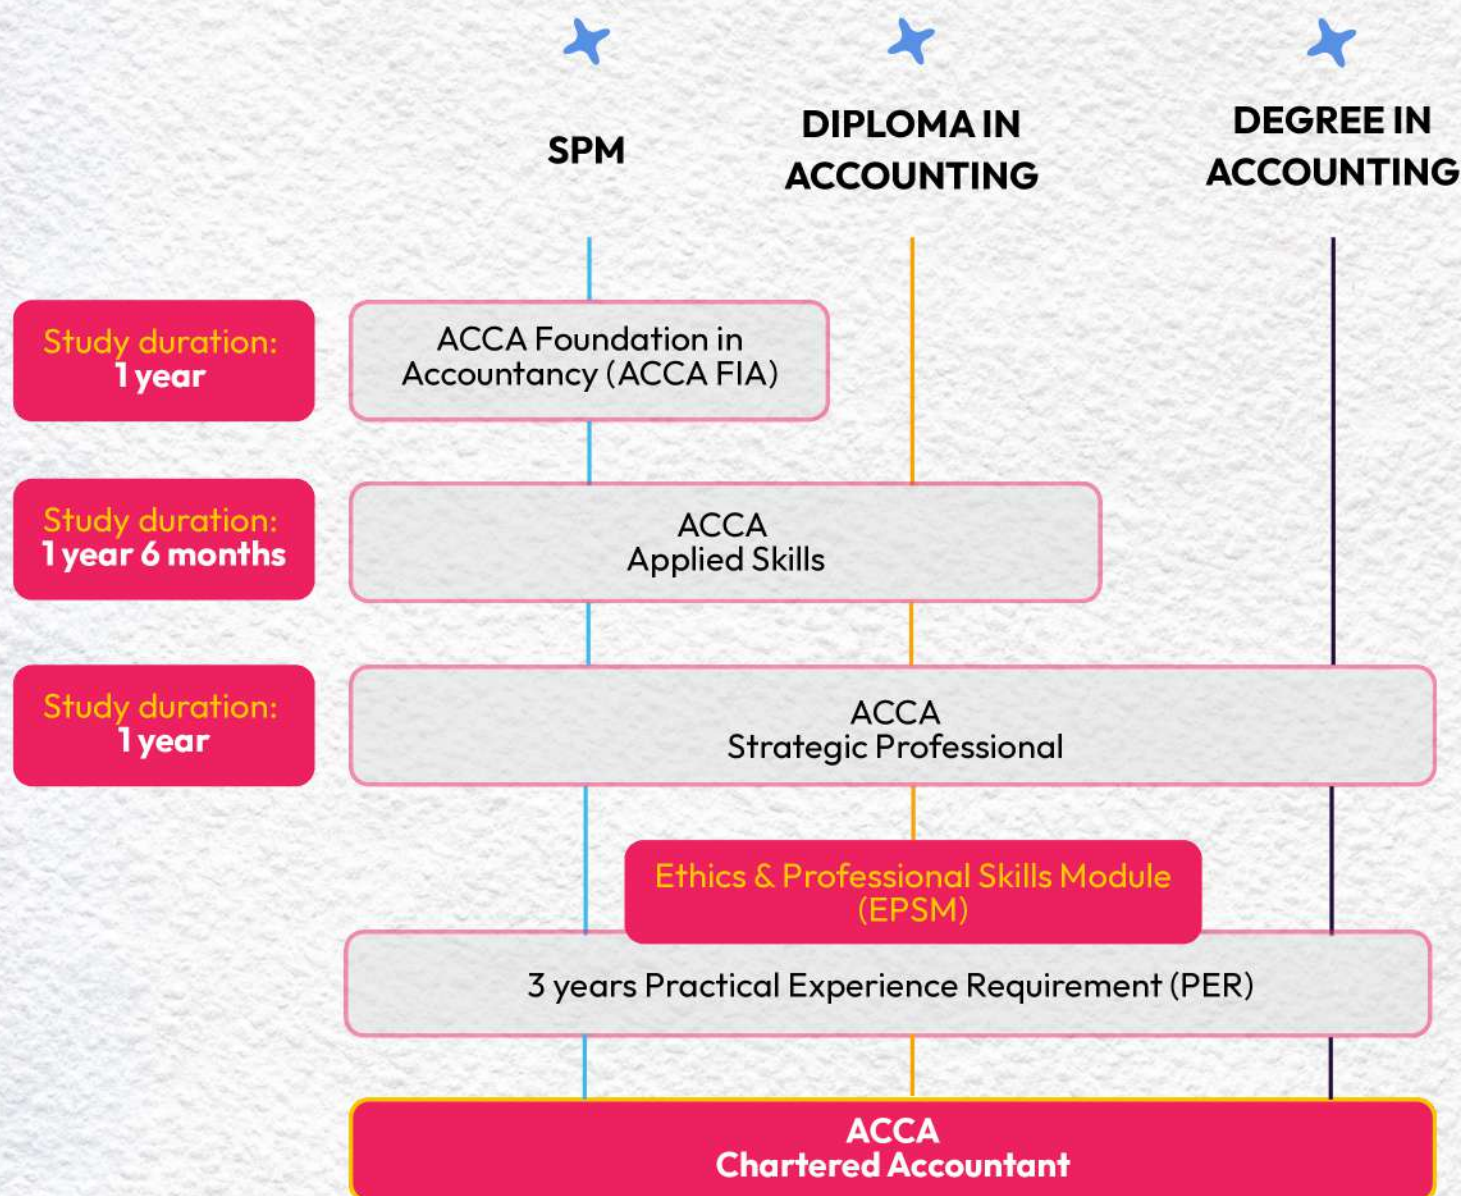 SPM
DIPLOMA IN
ACCOUNTING
DEGREE IN
ACCOUNTING
Study duration:
1 year
ACCA Foundation in
Accountancy (ACCA FIA)
Study duration:
1 year 6 months
ACCA
Applied Skills
Study duration:
1 year
ACCA
Strategic Professional
Ethics & Professional Skills Module
(EPSM)
3 years Practical Experience Requirement (PER)
ACCA
Chartered Accountant